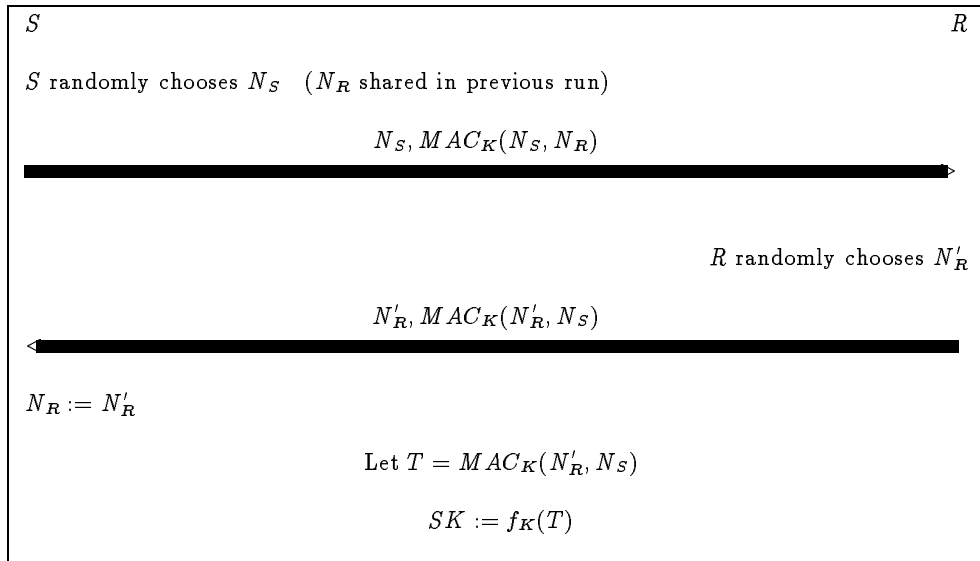 S R
S randomly chooses N_S (N_R shared in previous run)
N_S, MAC_K(N_S, N_R)
R randomly chooses N'_R
N'_R, MAC_K(N'_R, N_S)
N_R := N'_R
Let T = MAC_K(N'_R, N_S)
SK := f_K(T)